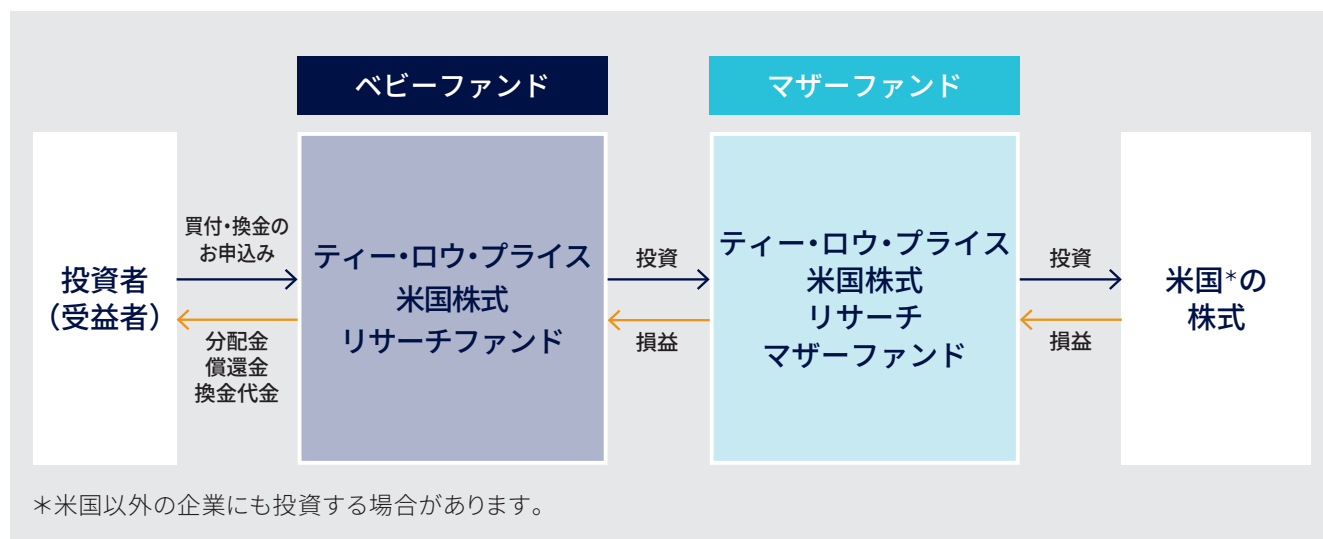 ベビーファンド
マザーファンド
投資者
（受益者）
買付・換金の
お申込み
分配金
償還金
換金代金
ティー・ロウ・プライス
米国株式
リサーチファンド
投資
損益
ティー・ロウ・プライス
米国株式
リサーチ
マザーファンド
投資
損益
米国*の
株式
＊米国以外の企業にも投資する場合があります。